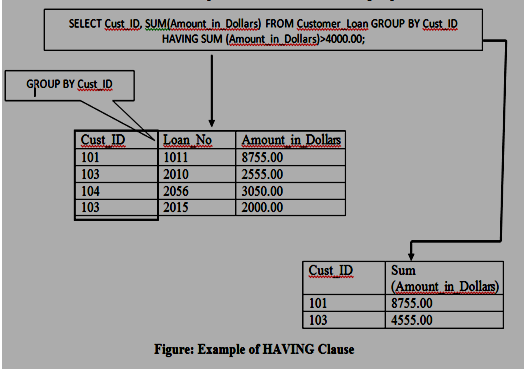 SELECT Cust_ID, SUM(Amount_in_Dollars) FROM Customer_Loan GROUP BY Cust_ID
HAVING SUM (Amount_in_Dollars)>4000.00;
GROUP BY Cust_ID
Cust_ID Loan_No Amount_in_Dollars
101 1011 8755.00
103 2010 2555.00
104 2056 3050.00
103 2015 2000.00
Cust_ID Sum
(Amount_in_Dollars)
101 8755.00
103 4555.00
Figure: Example of HAVING Clause